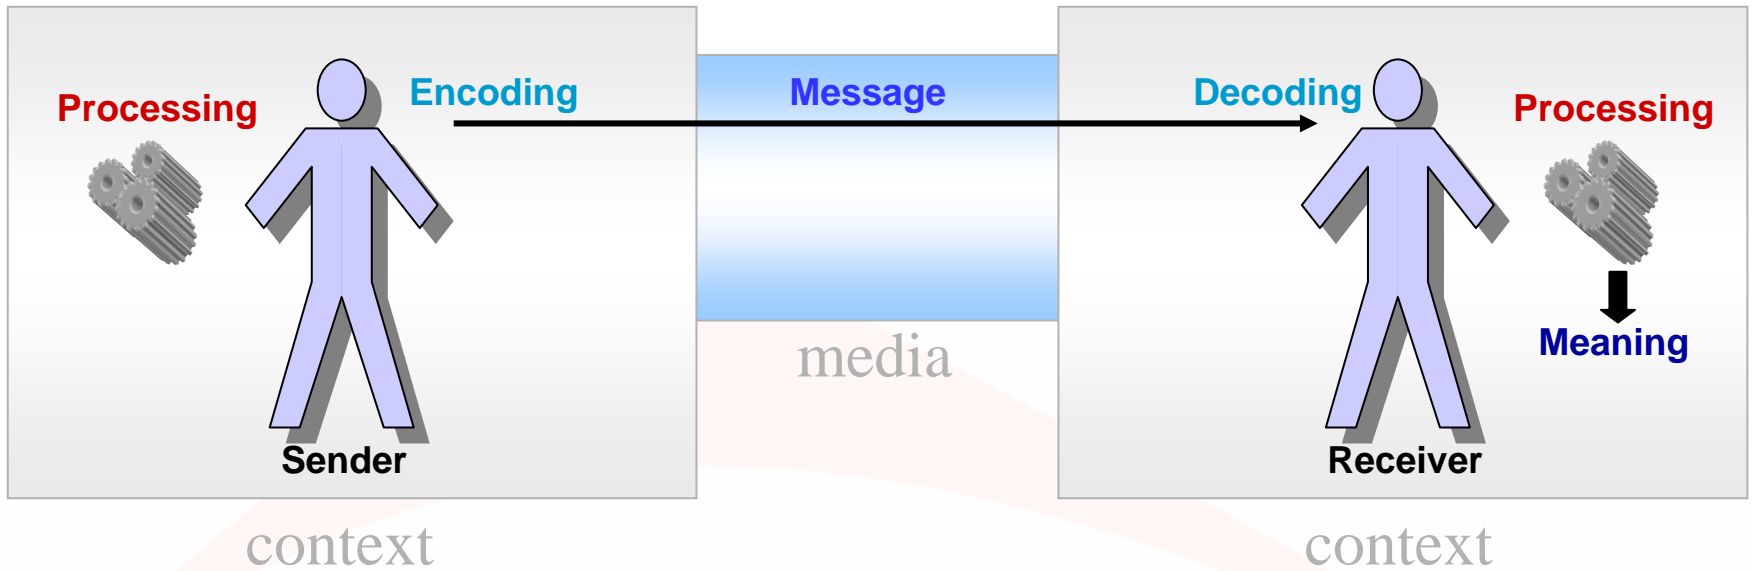 Processing
Encoding
Message
Decoding
Processing
Meaning
media
Sender
Receiver
context
context